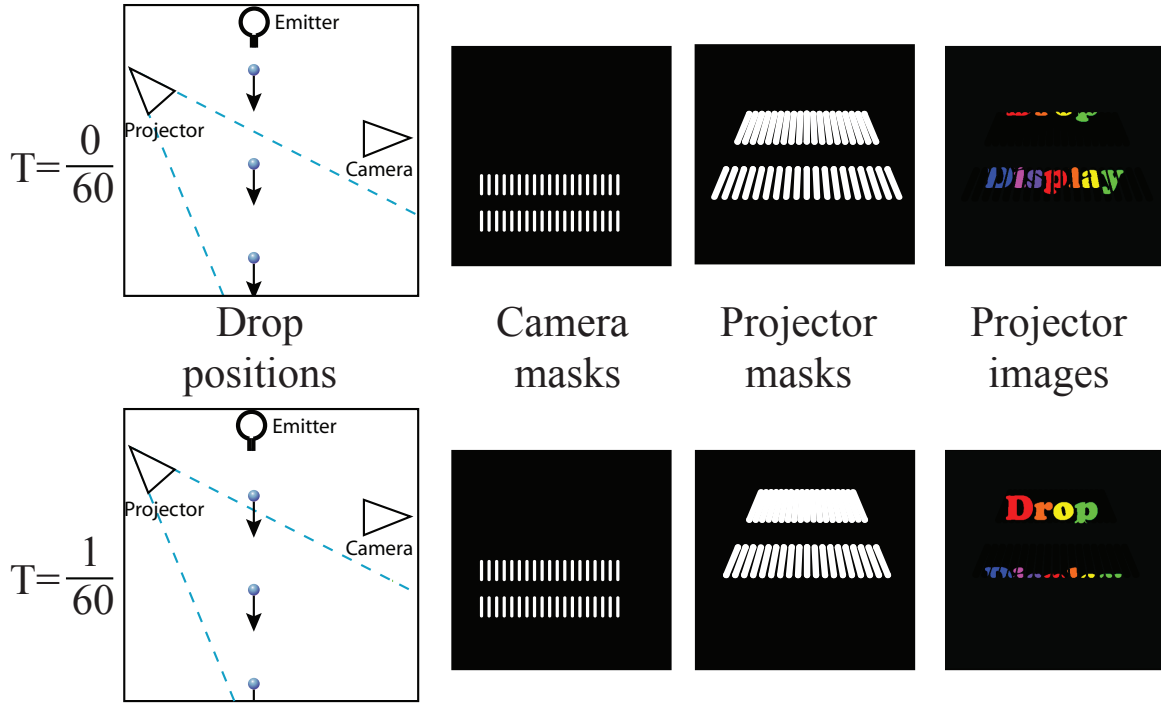 Emitter
Projector
Camera
T=0/60
Display
Drop positions
Camera masks
Projector masks
Projector images
Emitter
Projector
Camera
T=1/60
Drop